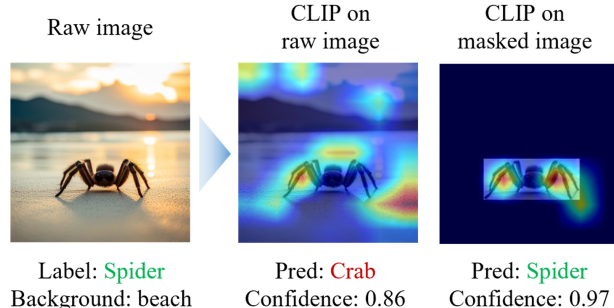 Raw image
CLIP on
raw image
CLIP on
masked image
Label: Spider
Background: beach
Pred: Crab
Confidence: 0.86
Pred: Spider
Confidence: 0.97